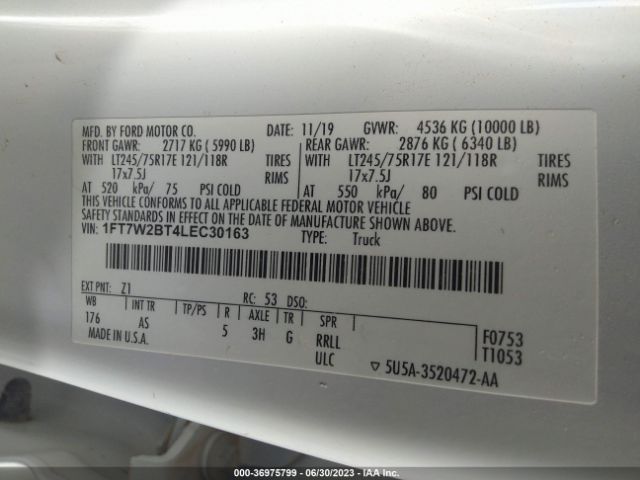 MFD. BY FORD MOTOR CO. DATE: 11/19 GVWR: 4536 KG (10000 LB)
FRONT GAWR: 2717 KG (5990 LB) REAR GAWR: 2876 KG (6340 LB)
WITH LT245/75R17E 121/118R TIRES WITH LT245/75R17E 121/118R TIRES
17x7.5J RIMS 17x7.5J RIMS
AT 520 kPa/ 75 PSI COLD AT 550 kPa/ 80 PSI COLD
THIS VEHICLE CONFORMS TO ALL APPLICABLE FEDERAL MOTOR VEHICLE
SAFETY STANDARDS IN EFFECT ON THE DATE OF MANUFACTURE SHOWN ABOVE.
VIN: 1FT7W2BT4LEC30163 TYPE: Truck
EXT PNT: Z1 RC: 53 DSO:
WB INT TR TP/PS R AXLE TR SPR
176 AS 5 3H G RRLL F0753
MADE IN U.S.A. ULC T1053
▽ 5U5A-3520472-AA
000-36975799 - 06/30/2023 - IAA Inc.